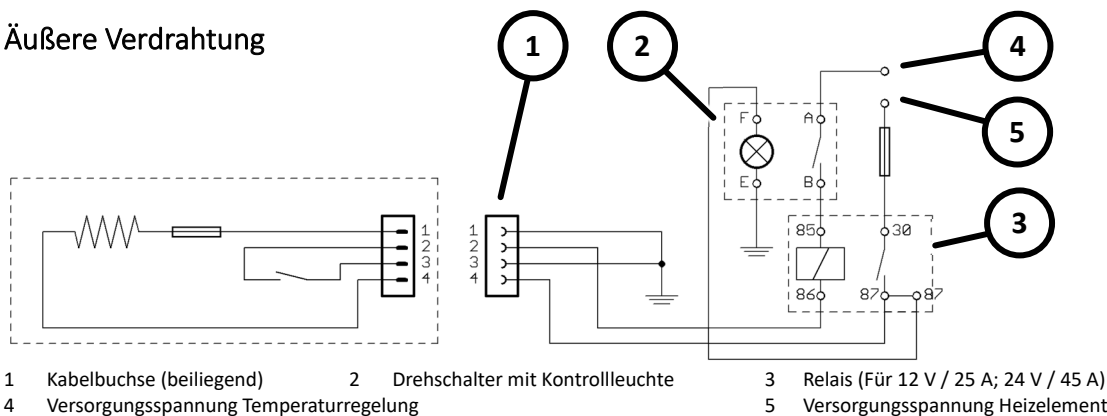 Äußere Verdrahtung
1
2
4
5
3
F
A
E
B
85
30
86
87
87
1
2
3
4
1
2
3
4
1 Kabelbuchse (beiliegend) 2 Drehschalter mit Kontrollleuchte 3 Relais (Für 12 V / 25 A; 24 V / 45 A)
4 Versorgungsspannung Temperaturregelung 5 Versorgungsspannung Heizelement